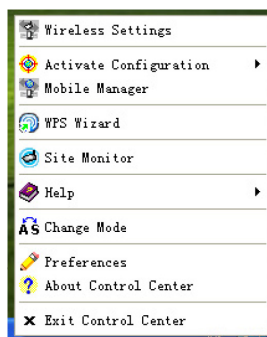 Wireless Settings
Activate Configuration
Mobile Manager
WPS Wizard
Site Monitor
Help
AS Change Mode
Preferences
About Control Center
Exit Control Center